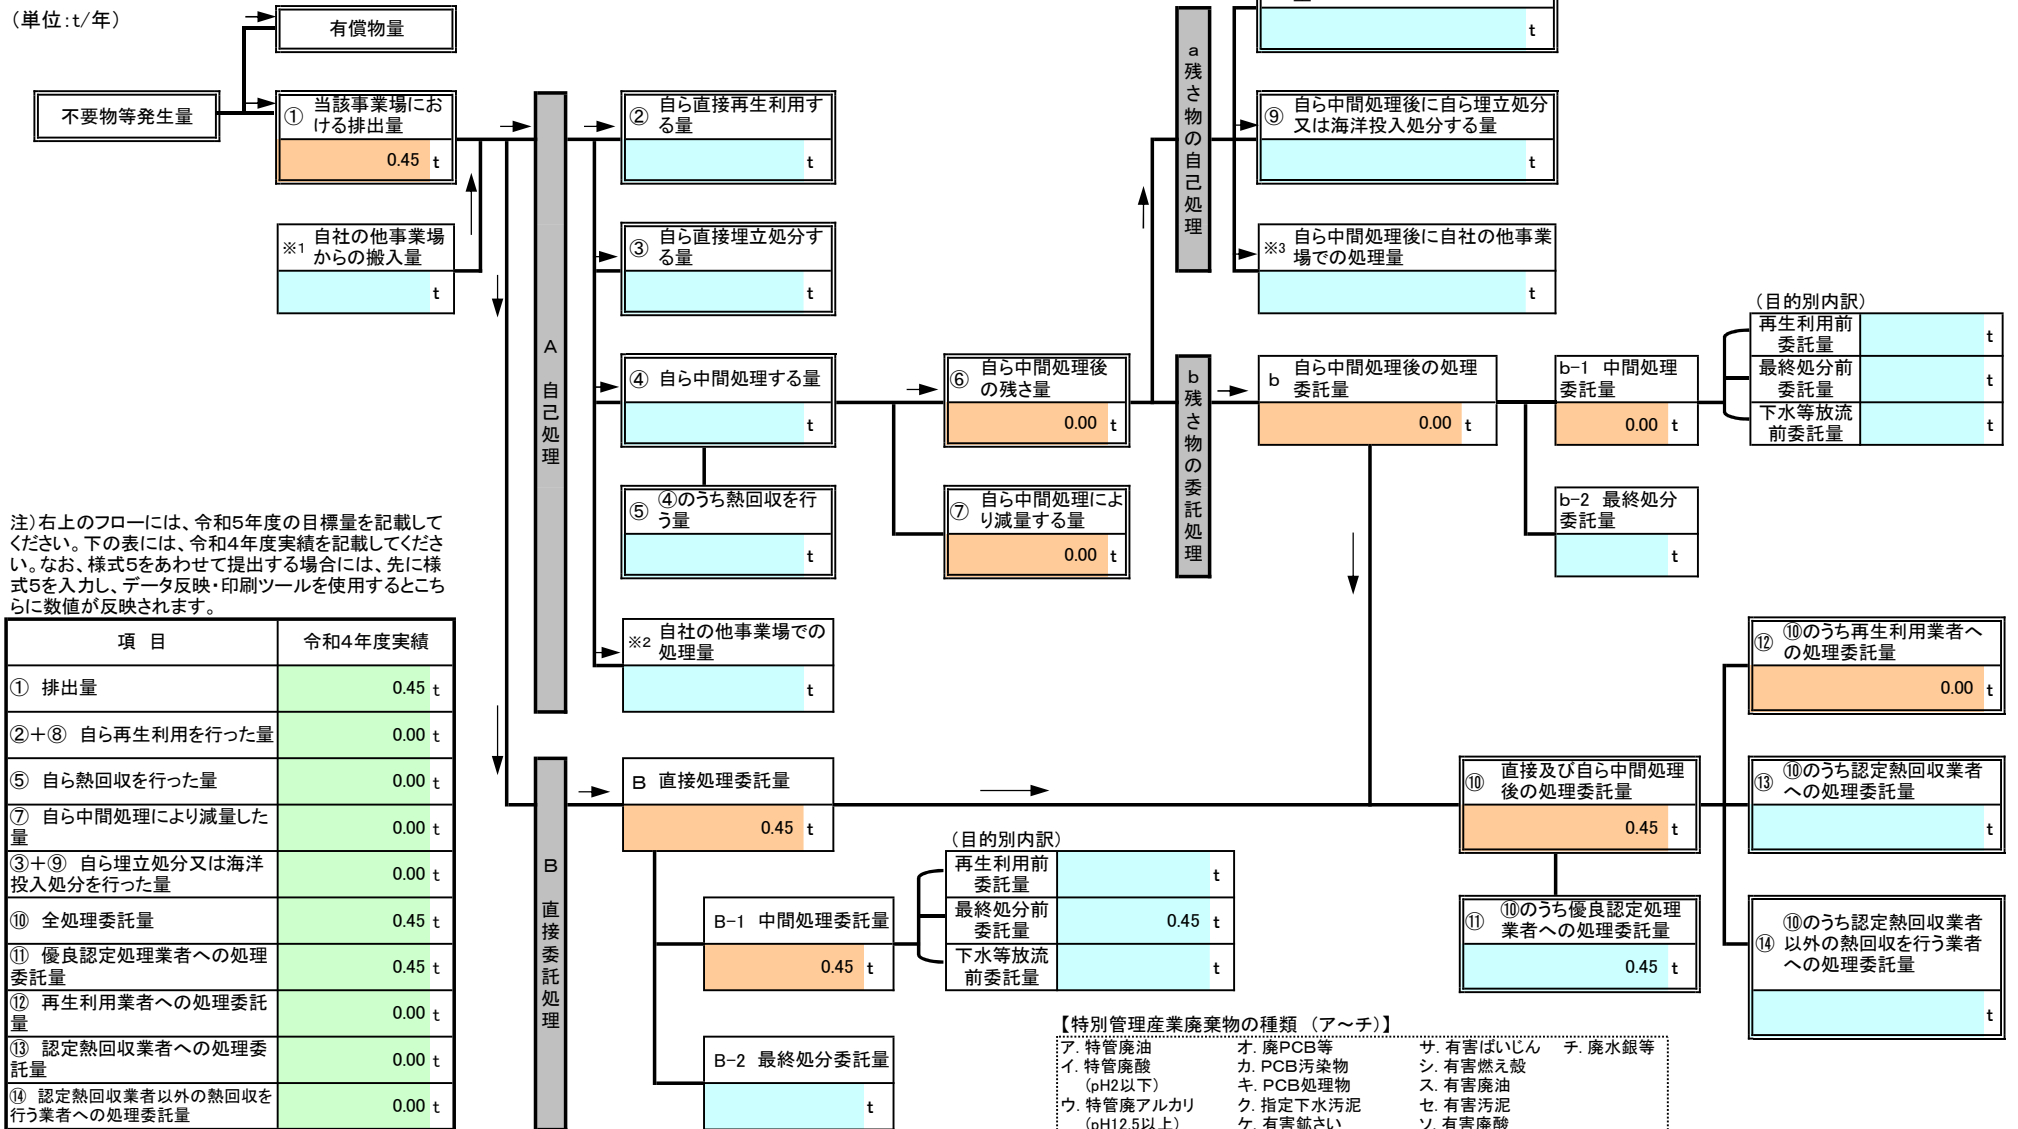 (単位:t/年)
有償物量
t
不要物等発生量
① 当該事業場における排出量
0.45 t
※1 自社の他事業場からの搬入量
t
A 自己処理
② 自ら直接再生利用する量
t
③ 自ら直接埋立処分する量
t
④ 自ら中間処理する量
t
⑤ ④のうち熱回収を行う量
t
※2 自社の他事業場での処理量
t
⑥ 自ら中間処理後の残さ量
0.00 t
⑦ 自ら中間処理により減量する量
0.00 t
a 残さ物の自己処理
⑨ 自ら中間処理後に自ら埋立処分又は海洋投入処分する量
t
※3 自ら中間処理後に自社の他事業場での処理量
t
b 残さ物の委託処理
b 自ら中間処理後の処理委託量
0.00 t
b-1 中間処理委託量
0.00 t
b-2 最終処分委託量
t
(目的別内訳)
再生利用前委託量 t
最終処分前委託量 t
下水等放流前委託量 t
注)右上のフローには、令和5年度の目標量を記載して
ください。下の表には、令和4年度実績を記載してくださ
い。なお、様式5をあわせて提出する場合には、先に様
式5を入力し、データ反映・印刷ツールを使用するとこち
らに数値が反映されます。
項 目 令和4年度実績
① 排出量 0.45 t
②+⑧ 自ら再生利用を行った量 0.00 t
⑤ 自ら熱回収を行った量 0.00 t
⑦ 自ら中間処理により減量した量 0.00 t
③+⑨ 自ら埋立処分又は海洋投入処分を行った量 0.00 t
⑩ 全処理委託量 0.45 t
⑪ 優良認定処理業者への処理委託量 0.45 t
⑫ 再生利用業者への処理委託量 0.00 t
⑬ 認定熱回収業者への処理委託量 0.00 t
⑭ 認定熱回収業者以外の熱回収を行う業者への処理委託量 0.00 t
B 直接委託処理
B 直接処理委託量
0.45 t
B-1 中間処理委託量
0.45 t
B-2 最終処分委託量
t
(目的別内訳)
再生利用前委託量 t
最終処分前委託量 0.45 t
下水等放流前委託量 t
⑩ 直接及び自ら中間処理後の処理委託量
0.45 t
⑪ ⑩のうち優良認定処理業者への処理委託量
0.45 t
⑫ ⑩のうち再生利用業者への処理委託量
0.00 t
⑬ ⑩のうち認定熱回収業者への処理委託量
t
⑭ ⑩のうち認定熱回収業者以外の熱回収を行う業者への処理委託量
t
【特別管理産業廃棄物の種類 (ア～チ)】
ア. 特管廃油 オ. 廃PCB等 サ. 有害ばいじん チ. 廃水銀等
イ. 特管廃酸 カ. PCB汚染物 シ. 有害燃え殻
(pH2以下) キ. PCB処理物 ス. 有害廃油
ウ. 特管廃アルカリ ク. 指定下水汚泥 セ. 有害汚泥
(pH12.5以上) ケ. 有害鉱さい ソ. 有害廃酸